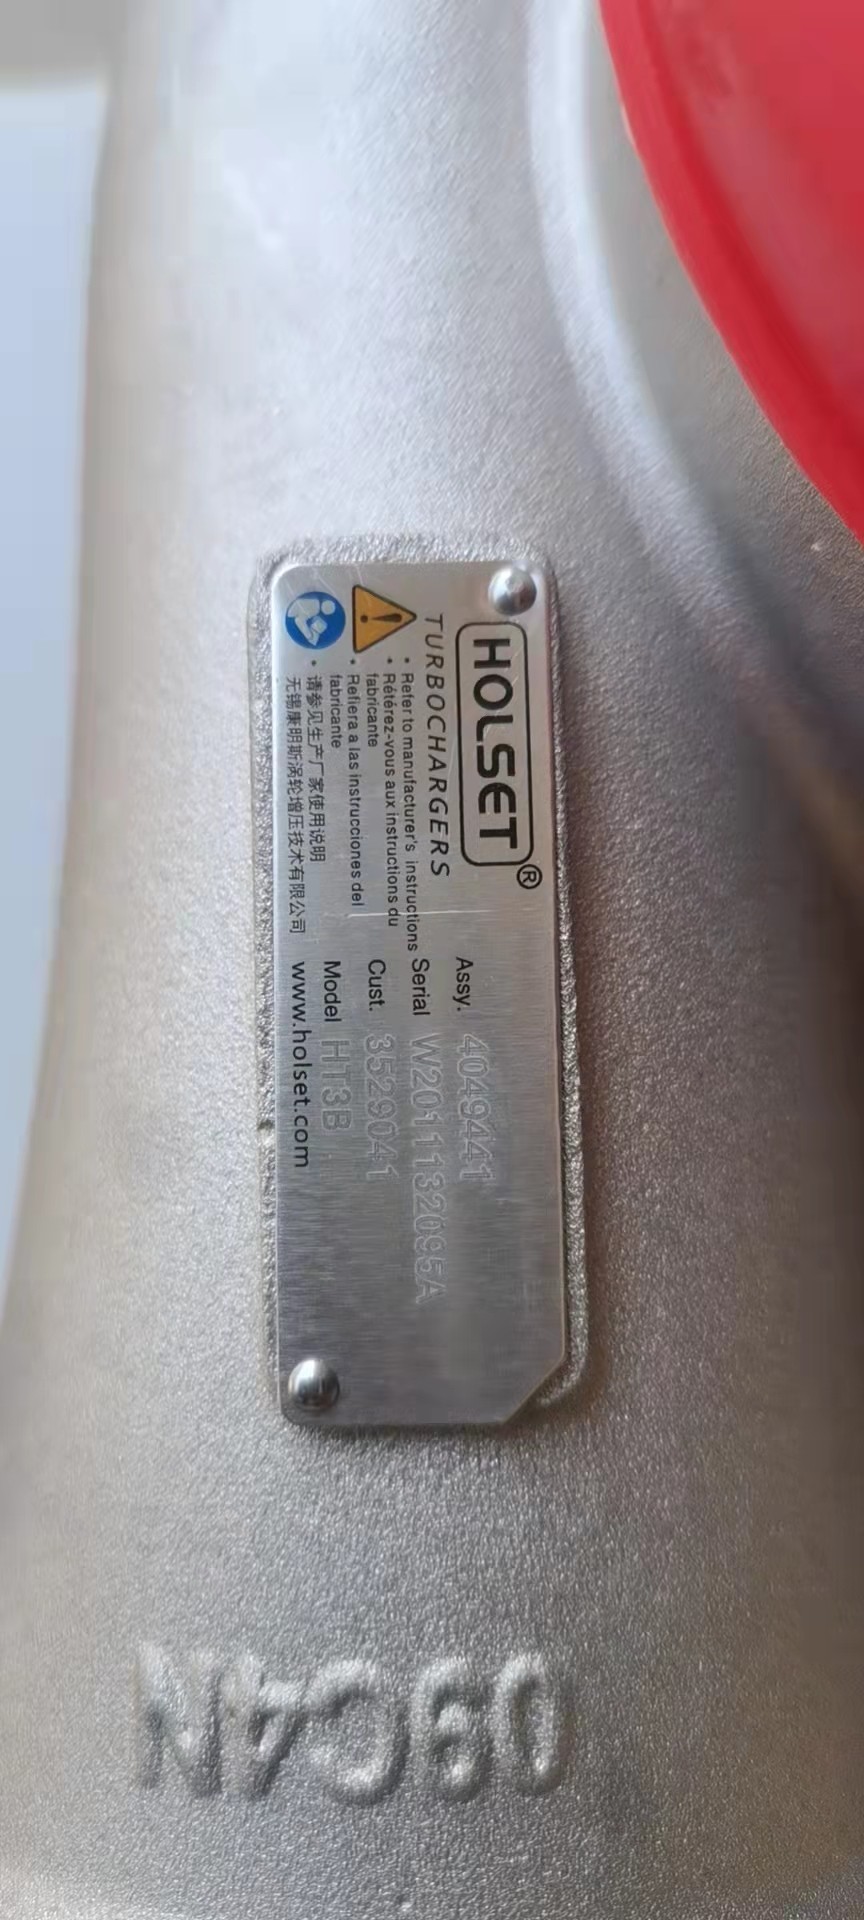 HOLSET®
TURBOCHARGERS
• Refer to manufacturer's instructions
• Référez-vous aux instructions du
fabricante
• Refiera a las instrucciones del
fabricante
• 请参见生产厂家使用说明
无锡康明斯涡轮增压技术有限公司
Assy. 4049441
Serial W20111132095A
Cust. 3529041
Model HT3B
www.holset.com
09C4N